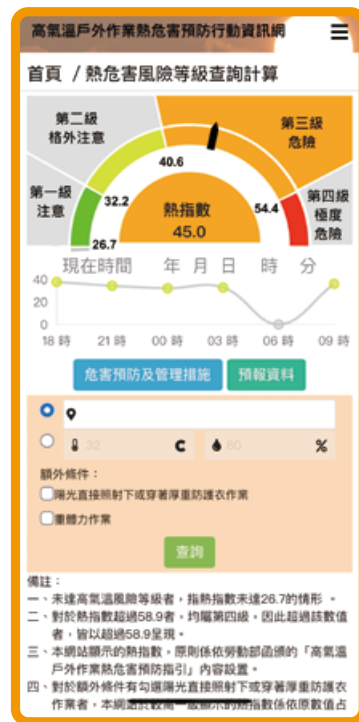 高氣溫戶外作業熱危害預防行動資訊網
首頁 / 熱危害風險等級查詢計算
第二級
格外注意
第三級
危險
40.6
第一級
注意
32.2
熱指數
45.0
54.4
第四級
極度
危險
26.7
現在時間 年 月 日 時 分
40
20
0
18 時 21 時 00 時 03 時 06 時 09 時
危害預防及管理措施 預報資料
32 C 80 %
額外條件：
陽光直接照射下或穿著厚重防護衣作業
重體力作業
查詢
備註：
一、未達高氣溫風險等級者，指熱指數未達26.7的情形 。
二、對於熱指數超過58.9者，均屬第四級，因此超過該數值
者，皆以超過58.9呈現。
三、本網站顯示的熱指數，原則係依勞動部函頒的「高氣溫
戶外作業熱危害預防指引」內容設置。
四、對於額外條件有勾選陽光直接照射下或穿著厚重防護衣
作業者，本網